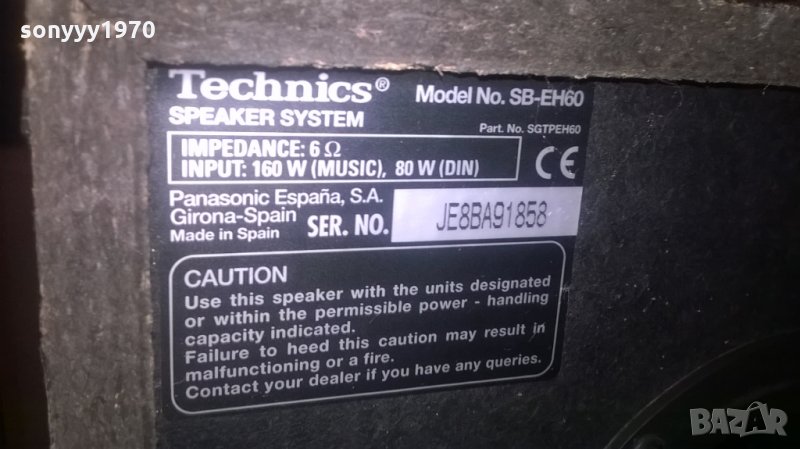 sonyyy1970
Technics® Model No. SB-EH60
SPEAKER SYSTEM
Part. No. SGTPEH60
IMPEDANCE: 6 Ω
INPUT: 160 W (MUSIC), 80 W (DIN)
CE
Panasonic España, S.A.
Girona-Spain
Made in Spain
SER. NO. JE8BA91858
CAUTION
Use this speaker with the units designated
or within the permissible power - handling
capacity indicated.
Failure to heed this caution may result in
malfunctioning or a fire.
Contact your dealer if you have any queries.
BAZAR